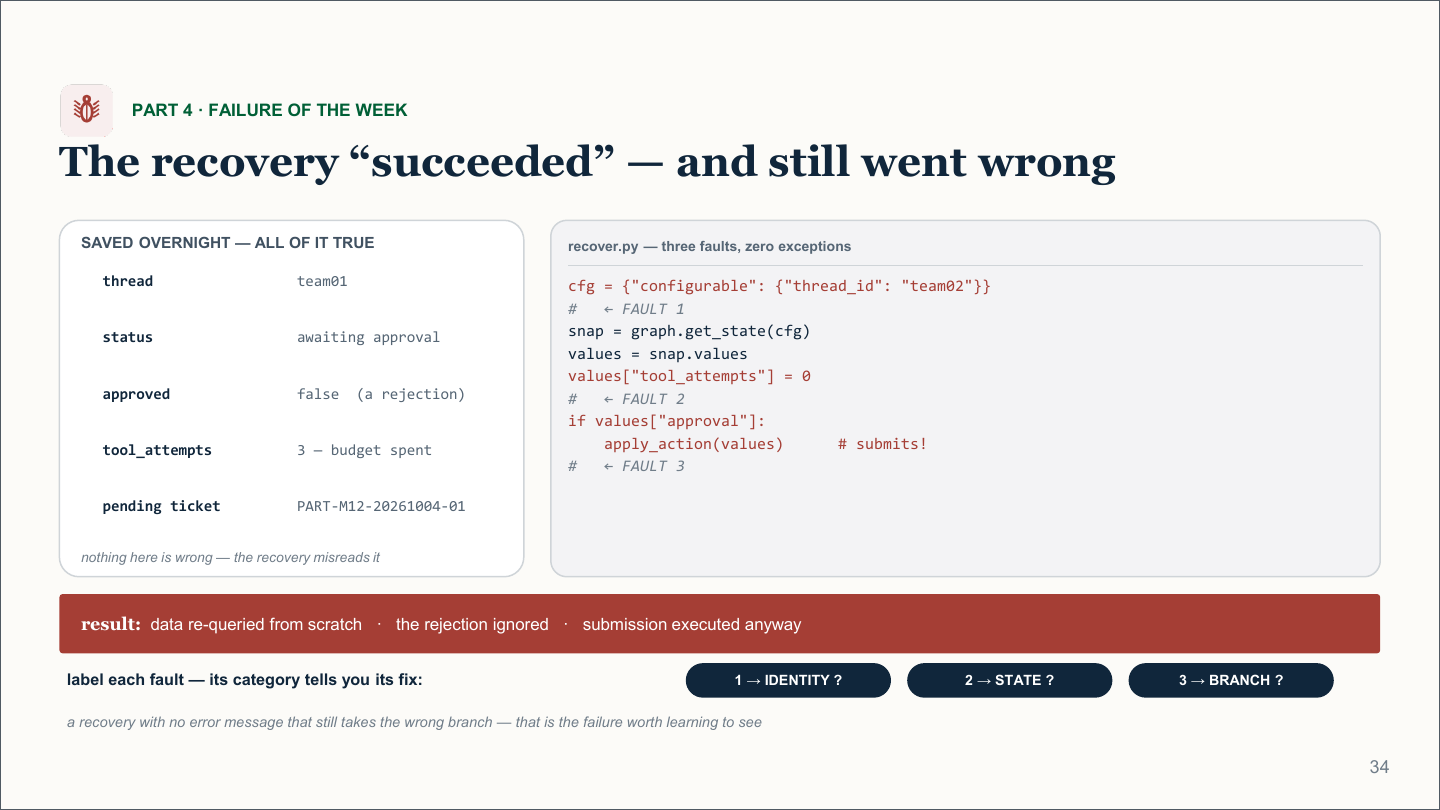 PART 4 · FAILURE OF THE WEEK
The recovery “succeeded” — and still went wrong
SAVED OVERNIGHT — ALL OF IT TRUE
thread team01
status awaiting approval
approved false (a rejection)
tool_attempts 3 — budget spent
pending ticket PART-M12-20261004-01
nothing here is wrong — the recovery misreads it
recover.py — three faults, zero exceptions
cfg = {"configurable": {"thread_id": "team02"}}
# ← FAULT 1
snap = graph.get_state(cfg)
values = snap.values
values["tool_attempts"] = 0
# ← FAULT 2
if values["approval"]:
    apply_action(values)      # submits!
# ← FAULT 3
result: data re-queried from scratch · the rejection ignored · submission executed anyway
label each fault — its category tells you its fix:
1 → IDENTITY ?
2 → STATE ?
3 → BRANCH ?
a recovery with no error message that still takes the wrong branch — that is the failure worth learning to see
34